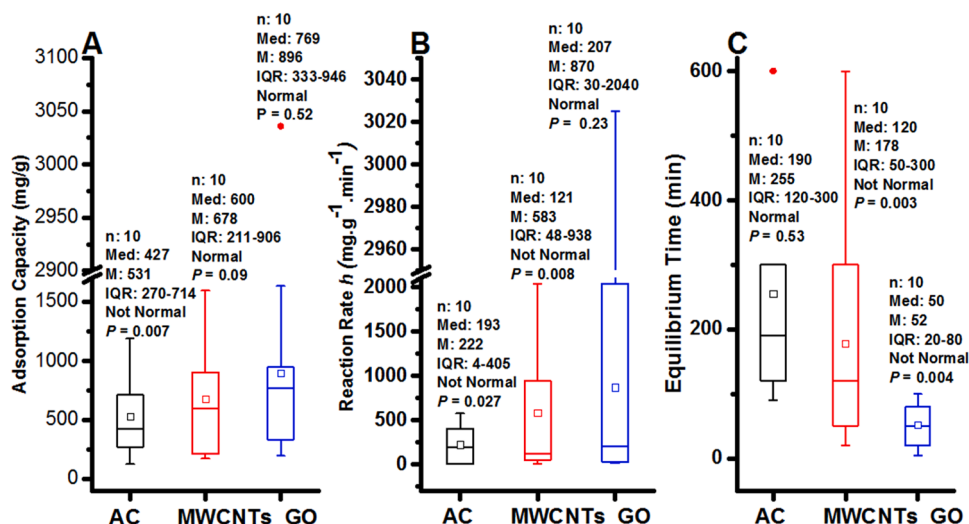 A
Adsorption Capacity (mg/g)
3100
3050
3000
2950
2900
1500
1000
500
0
n: 10
Med: 427
M: 531
IQR: 270-714
Not Normal
P = 0.007
n: 10
Med: 600
M: 678
IQR: 211-906
Normal
P = 0.09
n: 10
Med: 769
M: 896
IQR: 333-946
Normal
P = 0.52
AC MWCNTs GO
B
Reaction Rate h (mg.g⁻¹.min⁻¹)
3040
3020
3000
2980
2960
2000
1500
1000
500
0
n: 10
Med: 193
M: 222
IQR: 4-405
Not Normal
P = 0.027
n: 10
Med: 121
M: 583
IQR: 48-938
Not Normal
P = 0.008
n: 10
Med: 207
M: 870
IQR: 30-2040
Normal
P = 0.23
AC MWCNTs GO
C
Equilibrium Time (min)
600
400
200
0
n: 10
Med: 190
M: 255
IQR: 120-300
Normal
P = 0.53
n: 10
Med: 120
M: 178
IQR: 50-300
Not Normal
P = 0.003
n: 10
Med: 50
M: 52
IQR: 20-80
Not Normal
P = 0.004
AC MWCNTs GO